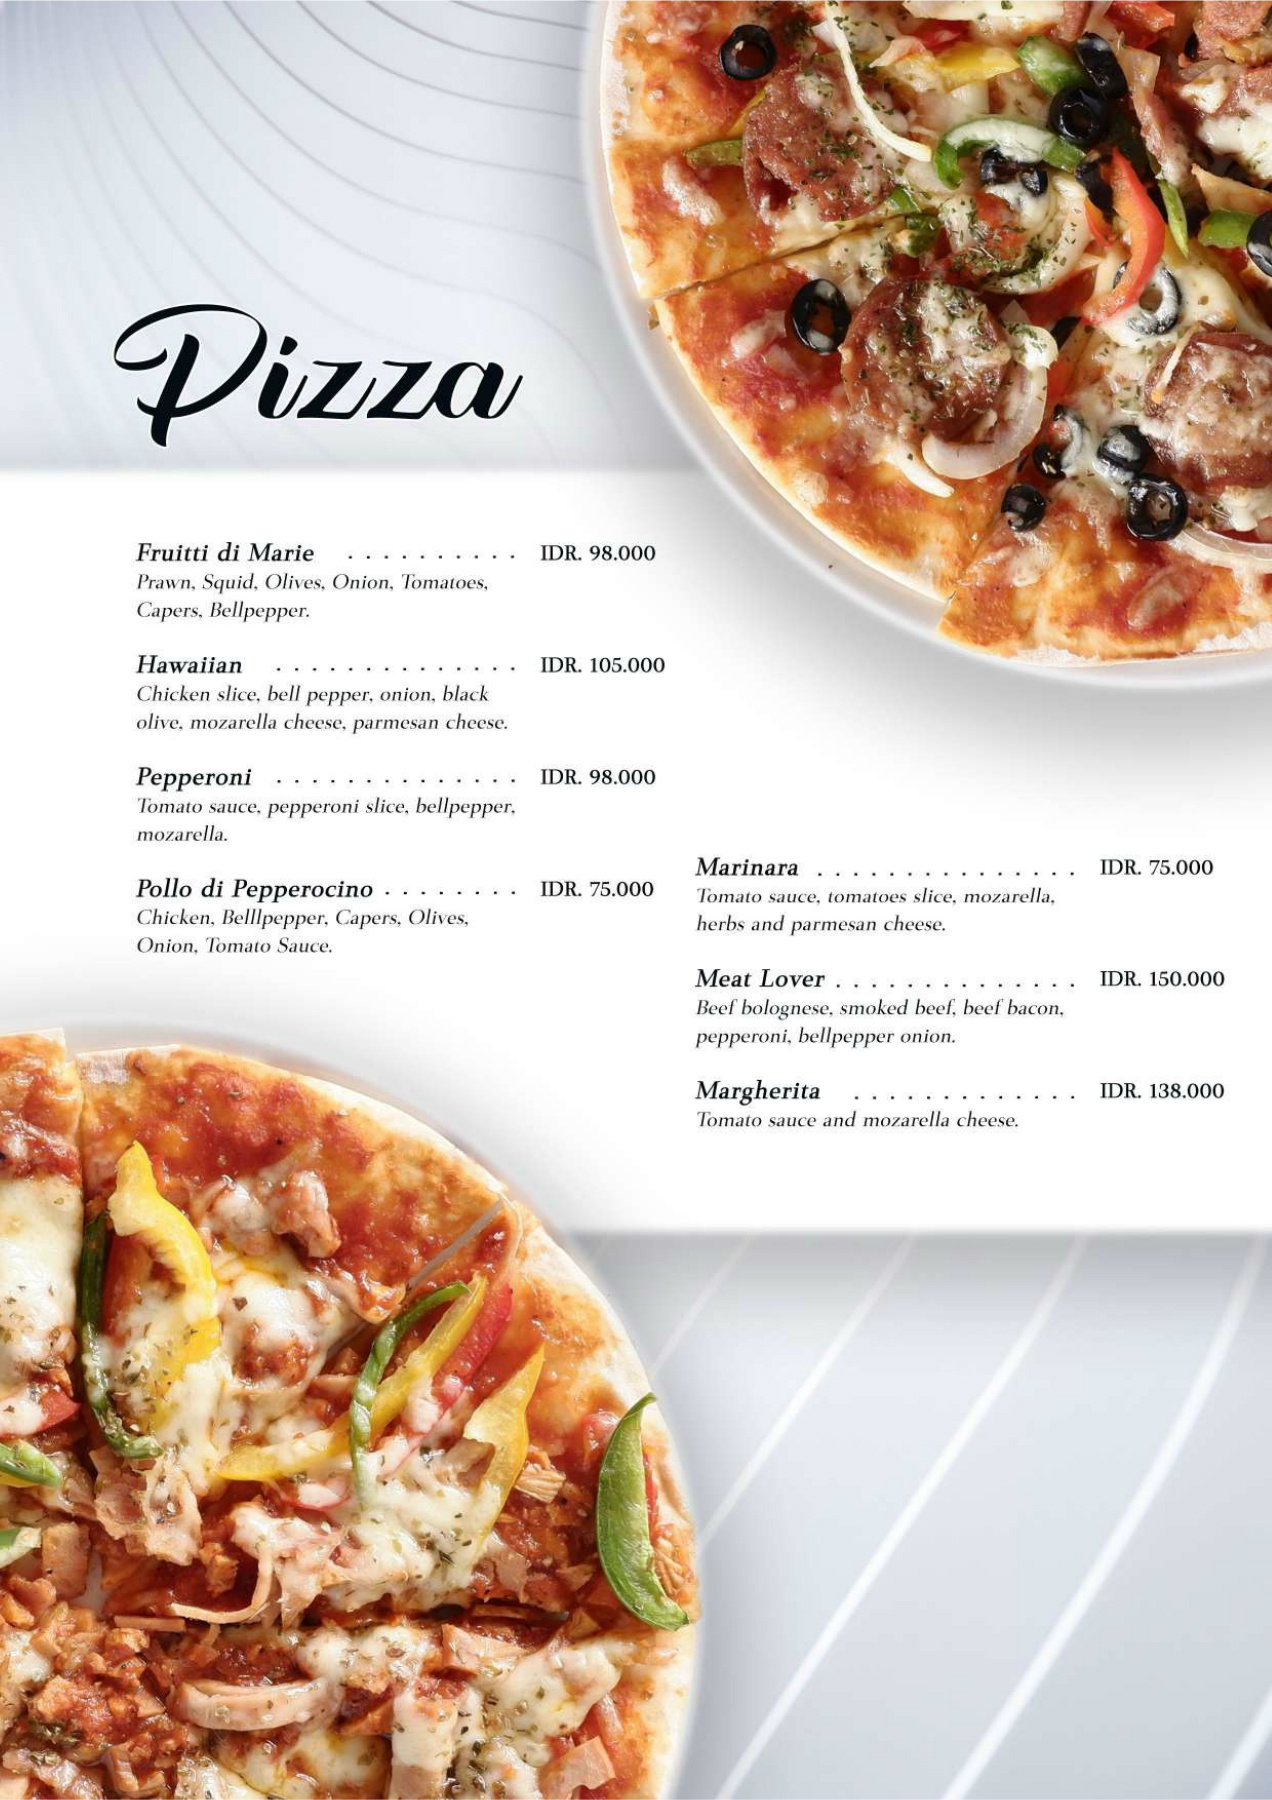 Pizza
Fruitti di Marie . . . . . . . . . . IDR. 98.000
Prawn, Squid, Olives, Onion, Tomatoes,
Capers, Bellpepper.
Hawaiian . . . . . . . . . . . . . . IDR. 105.000
Chicken slice, bell pepper, onion, black
olive, mozarella cheese, parmesan cheese.
Pepperoni . . . . . . . . . . . . . . IDR. 98.000
Tomato sauce, pepperoni slice, bellpepper,
mozarella.
Pollo di Pepperocino . . . . . . . . IDR. 75.000
Chicken, Belllpepper, Capers, Olives,
Onion, Tomato Sauce.
Marinara . . . . . . . . . . . . . . . IDR. 75.000
Tomato sauce, tomatoes slice, mozarella,
herbs and parmesan cheese.
Meat Lover . . . . . . . . . . . . . . IDR. 150.000
Beef bolognese, smoked beef, beef bacon,
pepperoni, bellpepper onion.
Margherita . . . . . . . . . . . . . IDR. 138.000
Tomato sauce and mozarella cheese.